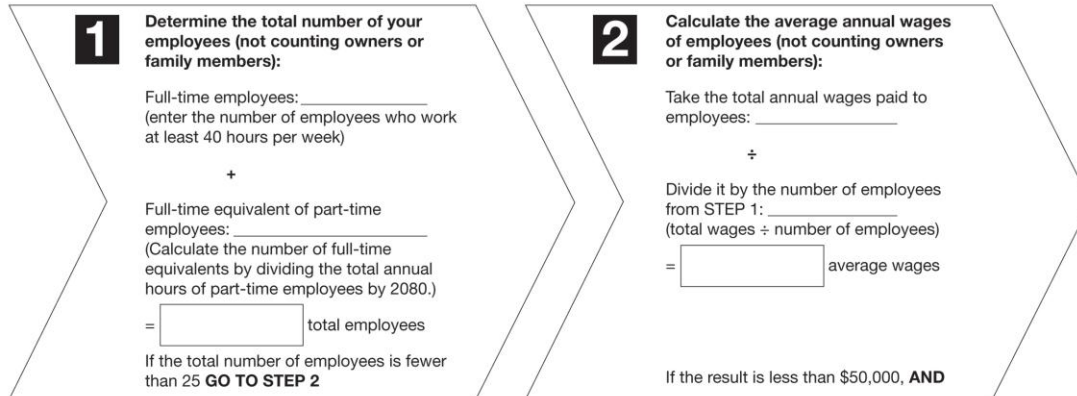 1
Determine the total number of your
employees (not counting owners or
family members):
Full-time employees:
(enter the number of employees who work
at least 40 hours per week)
+
Full-time equivalent of part-time
employees:
(Calculate the number of full-time
equivalents by dividing the total annual
hours of part-time employees by 2080.)
= total employees
If the total number of employees is fewer
than 25 GO TO STEP 2
2
Calculate the average annual wages
of employees (not counting owners
or family members):
Take the total annual wages paid to
employees:
÷
Divide it by the number of employees
from STEP 1:
(total wages ÷ number of employees)
= average wages
If the result is less than $50,000, AND